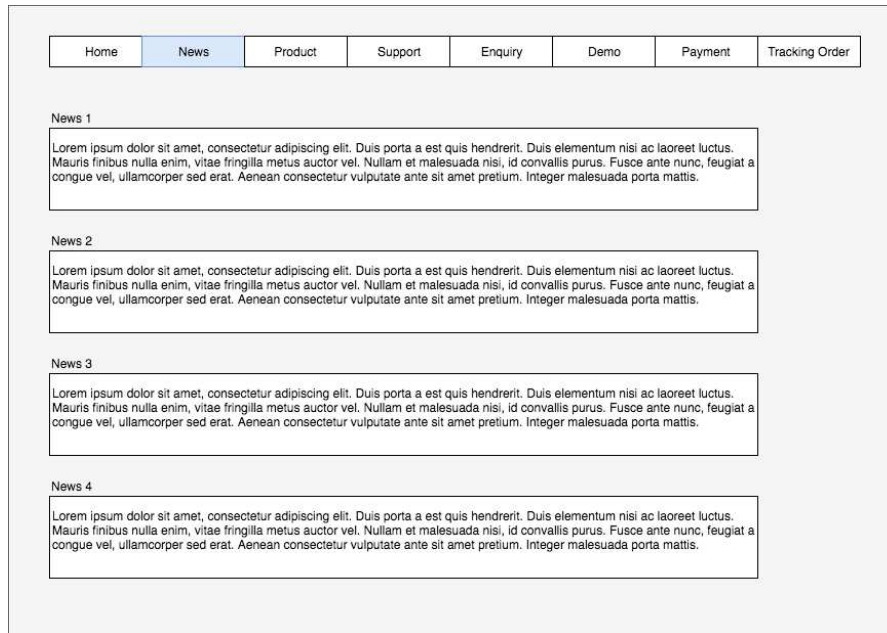 Home News Product Support Enquiry Demo Payment Tracking Order
News 1
Lorem ipsum dolor sit amet, consectetur adipiscing elit. Duis porta a est quis hendrerit. Duis elementum nisi ac laoreet luctus.
Mauris finibus nulla enim, vitae fringilla metus auctor vel. Nullam et malesuada nisi, id convallis purus. Fusce ante nunc, feugiat a
congue vel, ullamcorper sed erat. Aenean consectetur vulputate ante sit amet pretium. Integer malesuada porta mattis.
News 2
Lorem ipsum dolor sit amet, consectetur adipiscing elit. Duis porta a est quis hendrerit. Duis elementum nisi ac laoreet luctus.
Mauris finibus nulla enim, vitae fringilla metus auctor vel. Nullam et malesuada nisi, id convallis purus. Fusce ante nunc, feugiat a
congue vel, ullamcorper sed erat. Aenean consectetur vulputate ante sit amet pretium. Integer malesuada porta mattis.
News 3
Lorem ipsum dolor sit amet, consectetur adipiscing elit. Duis porta a est quis hendrerit. Duis elementum nisi ac laoreet luctus.
Mauris finibus nulla enim, vitae fringilla metus auctor vel. Nullam et malesuada nisi, id convallis purus. Fusce ante nunc, feugiat a
congue vel, ullamcorper sed erat. Aenean consectetur vulputate ante sit amet pretium. Integer malesuada porta mattis.
News 4
Lorem ipsum dolor sit amet, consectetur adipiscing elit. Duis porta a est quis hendrerit. Duis elementum nisi ac laoreet luctus.
Mauris finibus nulla enim, vitae fringilla metus auctor vel. Nullam et malesuada nisi, id convallis purus. Fusce ante nunc, feugiat a
congue vel, ullamcorper sed erat. Aenean consectetur vulputate ante sit amet pretium. Integer malesuada porta mattis.